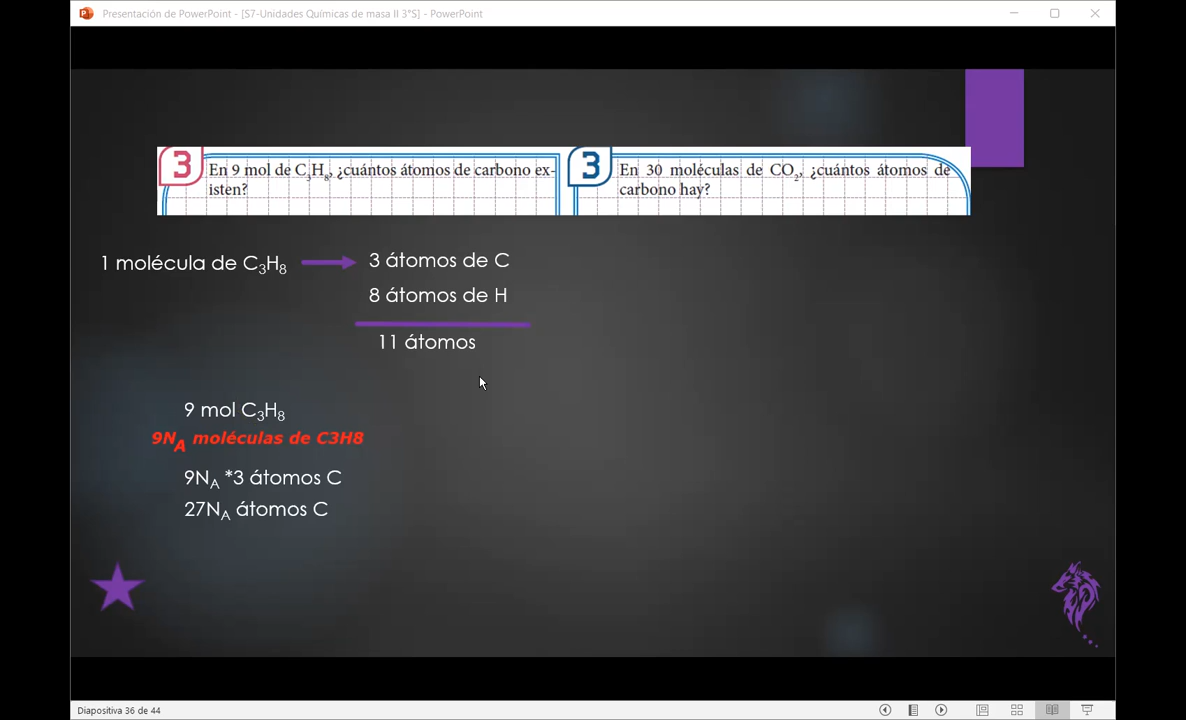 Presentación de PowerPoint - [S7-Unidades Químicas de masa II 3°S] - PowerPoint
3 En 9 mol de C₃H₈, ¿cuántos átomos de carbono ex-
isten?
3 En 30 moléculas de CO₂, ¿cuántos átomos de
carbono hay?
1 molécula de C₃H₈
3 átomos de C
8 átomos de H
11 átomos
9 mol C₃H₈
9N_A moléculas de C3H8
9N_A *3 átomos C
27N_A átomos C
Diapositiva 36 de 44